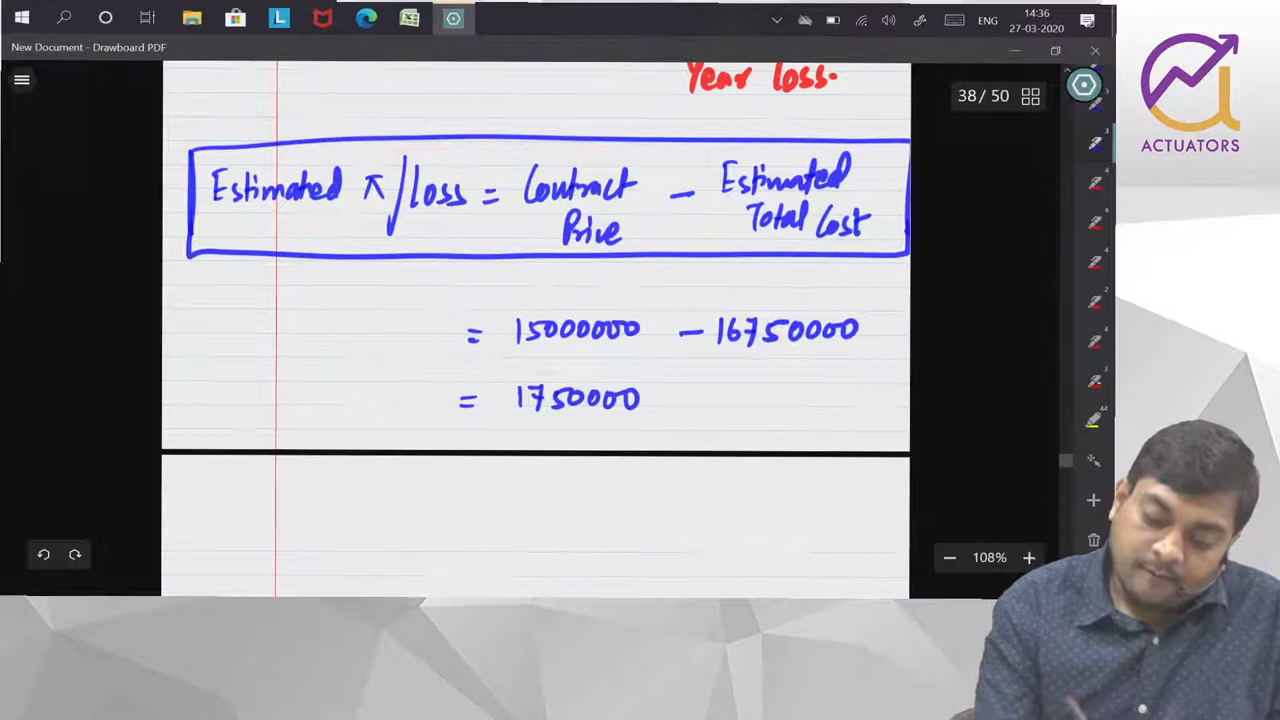 14:36
ENG
27-03-2020
New Document - Drawboard PDF
Year loss.
38 / 50
ACTUATORS
Estimated π / loss = Contract Price - Estimated Total Cost
= 15000000 - 16750000
= 1750000
108%